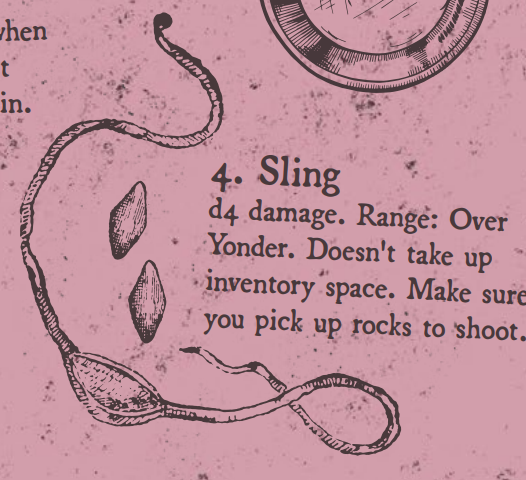 when
t
in.
4. Sling
d4 damage. Range: Over
Yonder. Doesn't take up
inventory space. Make sure
you pick up rocks to shoot.